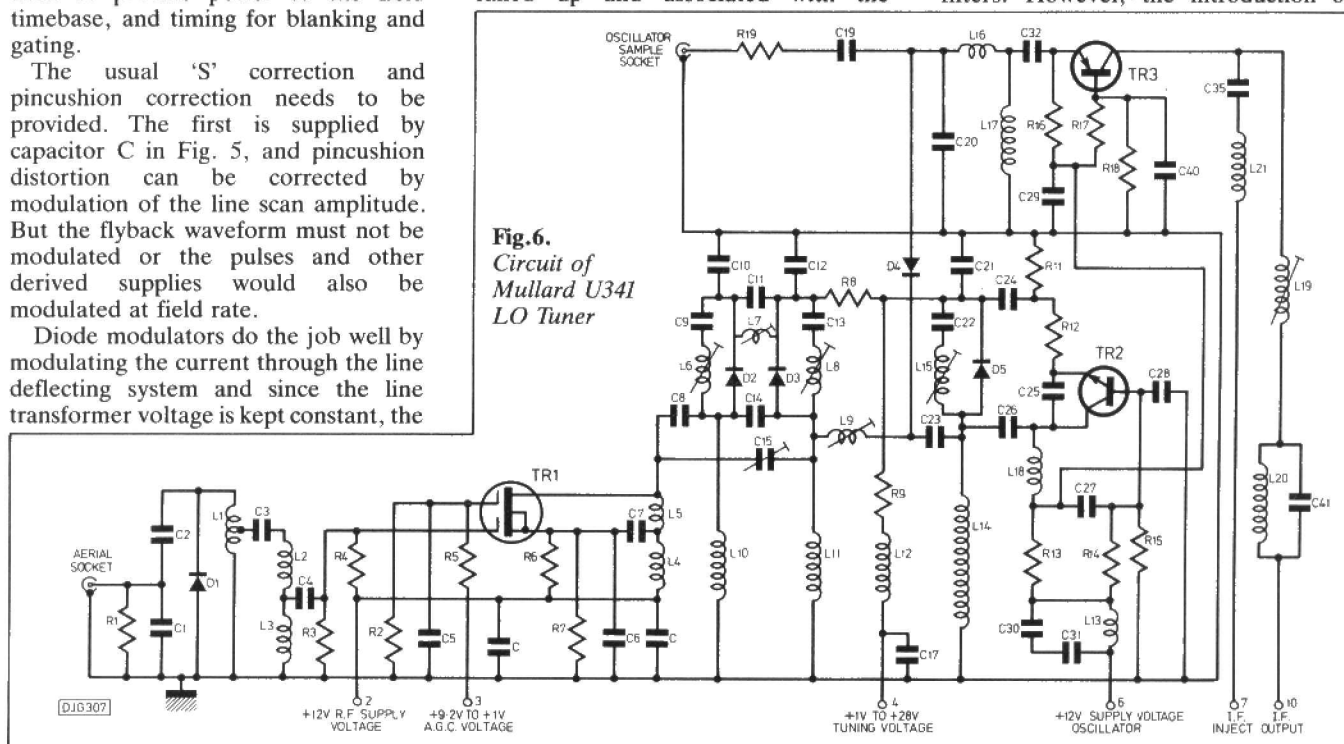 timebase, and timing for blanking and
gating.
The usual ‘S’ correction and
pincushion correction needs to be
provided. The first is supplied by
capacitor C in Fig. 5, and pincushion
distortion can be corrected by
modulation of the line scan amplitude.
But the flyback waveform must not be
modulated or the pulses and other
derived supplies would also be
modulated at field rate.
Diode modulators do the job well by
modulating the current through the line
deflecting system and since the line
transformer voltage is kept constant, the
filters. However, the introduction
Fig.6.
Circuit of
Mullard U341
LO Tuner
OSCILLATOR
SAMPLE
SOCKET
R19
C19
L16
C32
TR3
C35
C20
L17
R16
R17
R18
C40
L21
C29
C10
C11
C12
R8
D4
C21
C24
R11
L19
C9
L7
C13
C22
R12
TR2
L6
D2
D3
L8
L15
D5
C25
C28
C8
C14
L9
C23
C26
C15
L18
TR1
L5
C27
L20
C41
C2
L1
C3
C7
R9
L14
AERIAL
SOCKET
D1
L2
R4
R5
R6
L4
L10
L11
L12
R13
R14
R15
C4
R1
C1
L3
R3
R2
C5
C
R7
C6
C
C17
C30
C31
L13
DJG307
2
+12V R.F SUPPLY
VOLTAGE
3
+9·2V TO +1V
A.G.C. VOLTAGE
4
+1V TO +28V
TUNING VOLTAGE
6
+12V SUPPLY VOLTAGE
OSCILLATOR
7
I.F.
INJECT
10
I.F.
OUTPUT